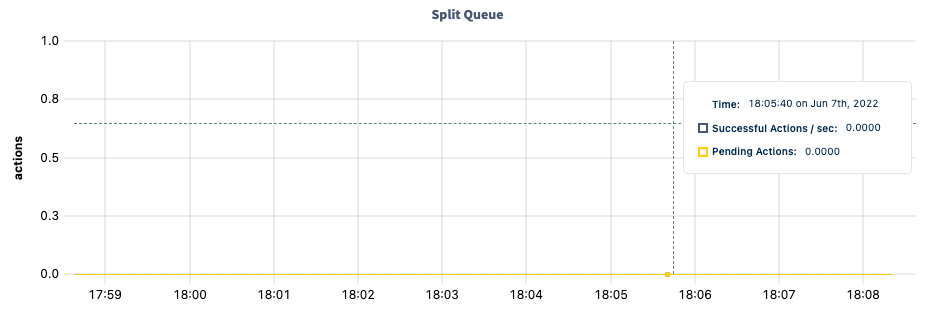 Split Queue
1.0
0.8
0.5
0.3
0.0
actions
Time: 18:05:40 on Jun 7th, 2022
Successful Actions / sec: 0.0000
Pending Actions: 0.0000
17:59 18:00 18:01 18:02 18:03 18:04 18:05 18:06 18:07 18:08